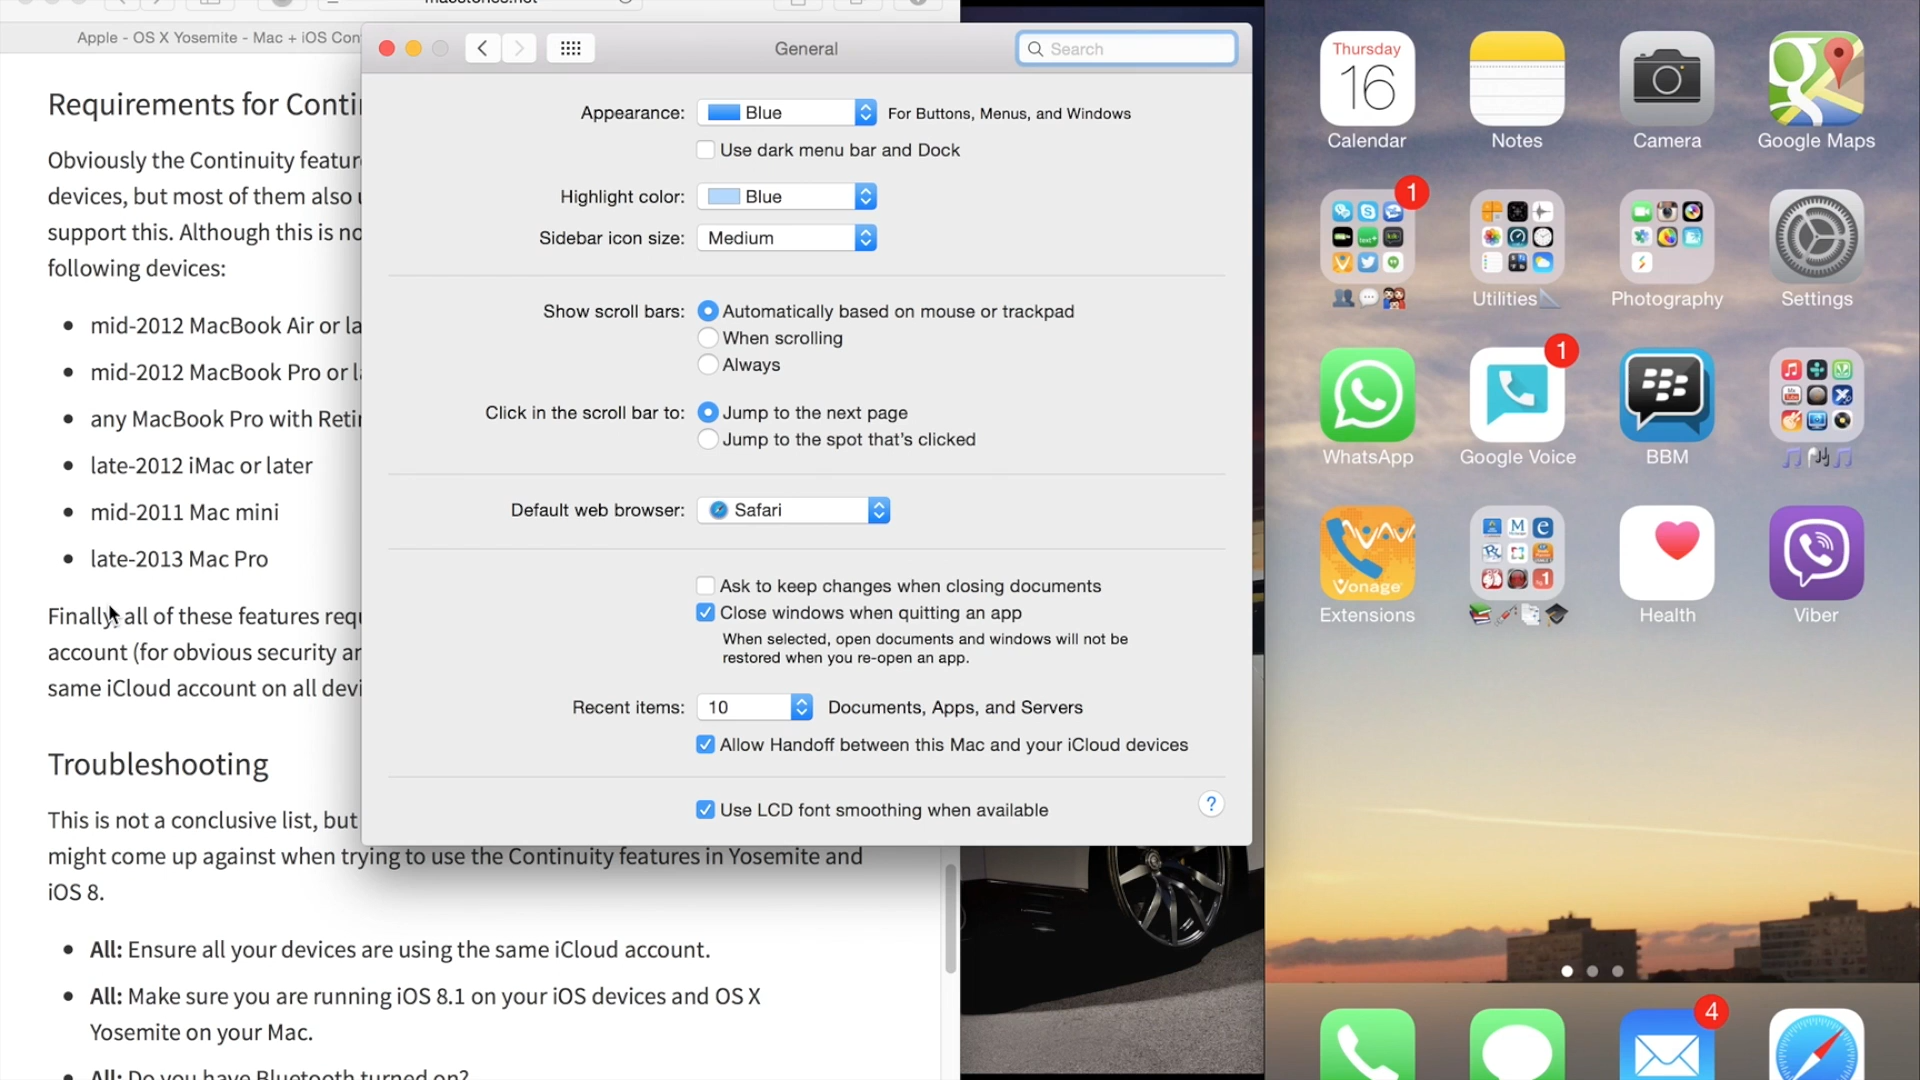 Apple - OS X Yosemite - Mac + iOS Con
Requirements for Conti
Obviously the Continuity featur
devices, but most of them also
support this. Although this is no
following devices:
mid-2012 MacBook Air or la
mid-2012 MacBook Pro or l
any MacBook Pro with Reti
late-2012 iMac or later
mid-2011 Mac mini
late-2013 Mac Pro
Finally, all of these features requ
account (for obvious security an
same iCloud account on all devi
Troubleshooting
This is not a conclusive list, but
might come up against when trying to use the Continuity features in Yosemite and
iOS 8.
All: Ensure all your devices are using the same iCloud account.
All: Make sure you are running iOS 8.1 on your iOS devices and OS X
Yosemite on your Mac.
All: Do you have Bluetooth turned on?
General
Search
Appearance: Blue For Buttons, Menus, and Windows
Use dark menu bar and Dock
Highlight color: Blue
Sidebar icon size: Medium
Show scroll bars: Automatically based on mouse or trackpad
When scrolling
Always
Click in the scroll bar to: Jump to the next page
Jump to the spot that's clicked
Default web browser: Safari
Ask to keep changes when closing documents
Close windows when quitting an app
When selected, open documents and windows will not be
restored when you re-open an app.
Recent items: 10 Documents, Apps, and Servers
Allow Handoff between this Mac and your iCloud devices
Use LCD font smoothing when available
?
Thursday
16
Calendar Notes Camera Google Maps
1
Utilities Photography Settings
1
WhatsApp Google Voice BBM
vonage
Extensions Health Viber
4